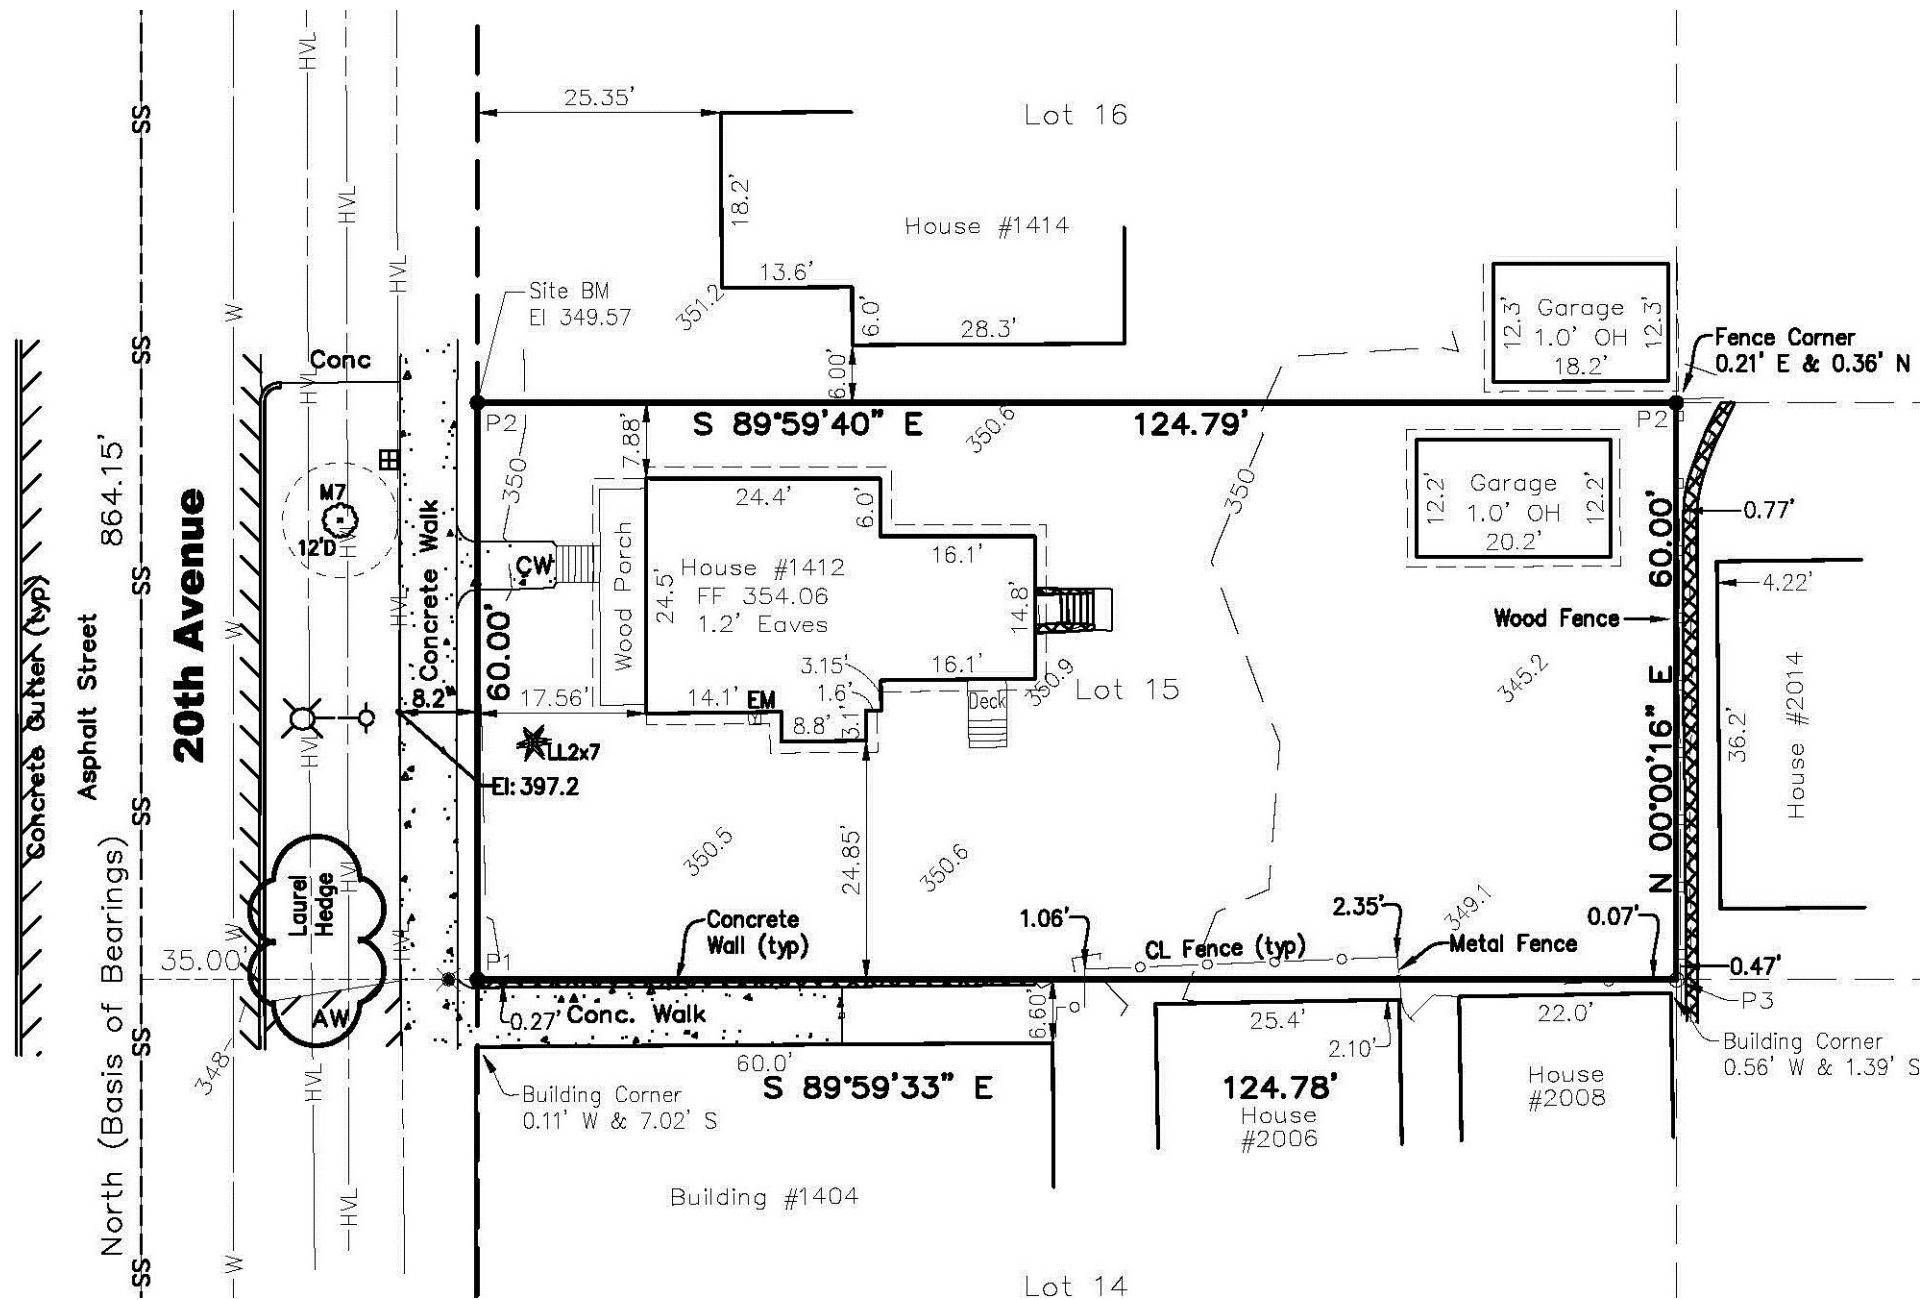 25.35'
Lot 16
18.2'
House #1414
13.6'
351.2
6.0'
28.3'
6.00'
Site BM
El 349.57
Garage
1.0' OH
18.2'
12.3'
12.3'
Fence Corner
0.21' E & 0.36' N
Conc
P2
S 89°59'40" E
124.79'
350.6
P2
7.88'
350
350
24.4'
6.0'
16.1'
Garage
1.0' OH
20.2'
12.2'
12.2'
60.00'
0.77'
4.22'
M7
12'D
CW
Concrete Walk
Wood Porch
24.5'
House #1412
FF 354.06
1.2' Eaves
14.8'
3.15'
16.1'
1.6'
Wood Fence
60.00'
8.2"
17.56'
14.1'
EM
8.8'
3.1'
Deck
350.9
Lot 15
345.2
N 00°00'16" E
36.2'
House #2014
LL2x7
El: 397.2
Concrete Gutter (typ)
Asphalt Street
864.15'
20th Avenue
North (Basis of Bearings)
Laurel
Hedge
AW
35.00'
348
350.5
24.85'
350.6
Concrete
Wall (typ)
1.06'
CL Fence (typ)
2.35'
349.1
Metal Fence
0.07'
0.47'
P1
P3
0.27'
Conc. Walk
6.60'
25.4'
2.10'
22.0'
Building Corner
0.56' W & 1.39' S
60.0'
S 89°59'33" E
124.78'
Building Corner
0.11' W & 7.02' S
House
#2006
House
#2008
Building #1404
Lot 14
SS
SS
SS
SS
SS
SS
W
W
W
W
W
HVL
HVL
HVL
HVL
HVL
HVL
HVL
HVL
HVL
HVL
HVL